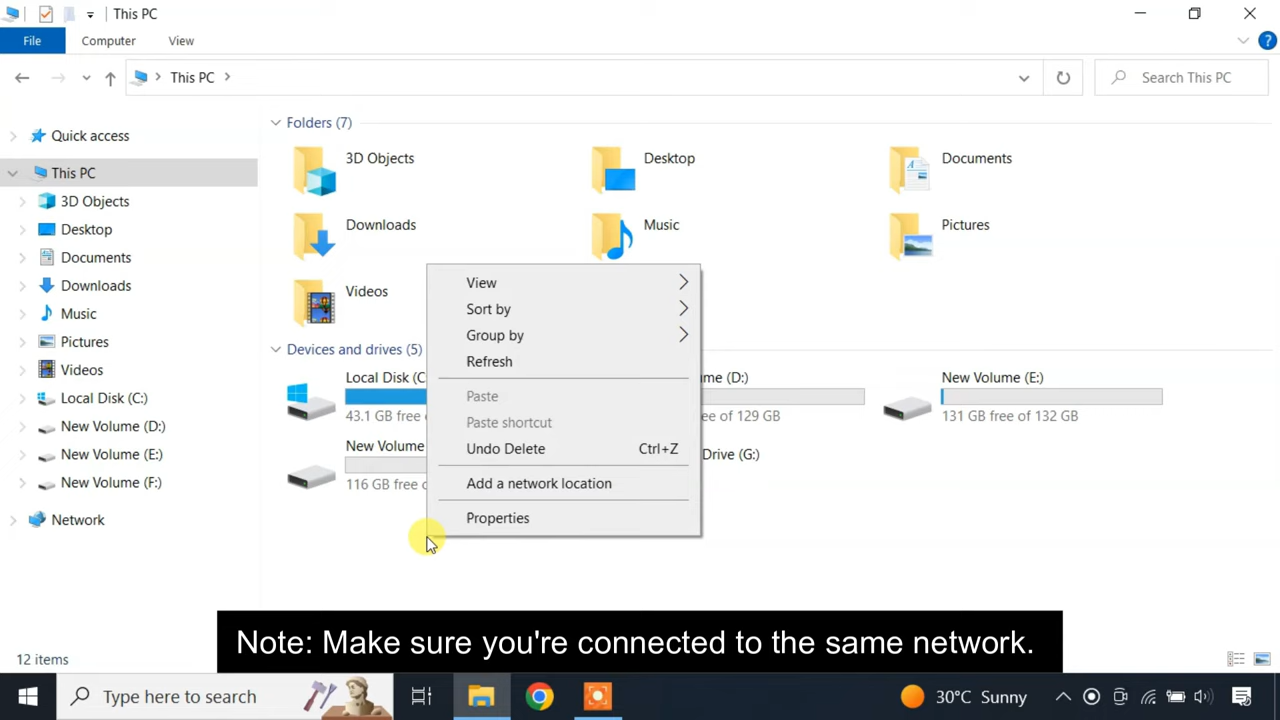 This PC
File
Computer
View
This PC
Search This PC
Quick access
This PC
3D Objects
Desktop
Documents
Downloads
Music
Pictures
Videos
Local Disk (C:)
New Volume (D:)
New Volume (E:)
New Volume (F:)
Network
Folders (7)
3D Objects
Desktop
Documents
Downloads
Music
Pictures
Videos
Devices and drives (5)
Local Disk (C
43.1 GB free
ume (D:)
of 129 GB
New Volume (E:)
131 GB free of 132 GB
New Volume
116 GB free
Drive (G:)
View
Sort by
Group by
Refresh
Paste
Paste shortcut
Undo Delete Ctrl+Z
Add a network location
Properties
Note: Make sure you're connected to the same network.
12 items
Type here to search
30°C Sunny